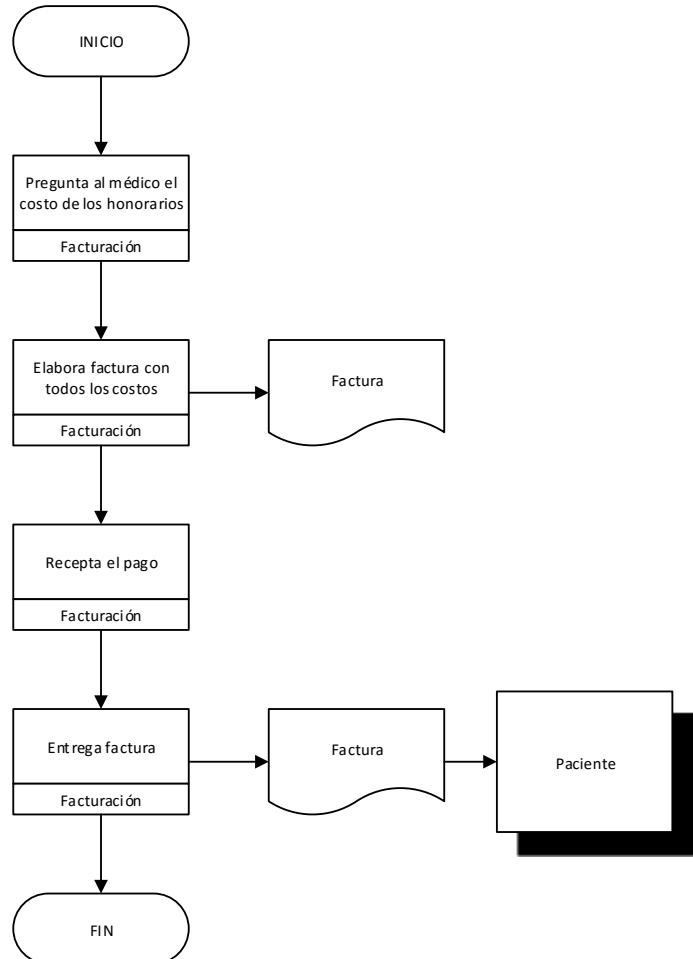 INICIO
Pregunta al médico el
costo de los honorarios
Facturación
Elabora factura con
todos los costos
Facturación
Factura
Recepta el pago
Facturación
Entrega factura
Facturación
Factura
Paciente
FIN